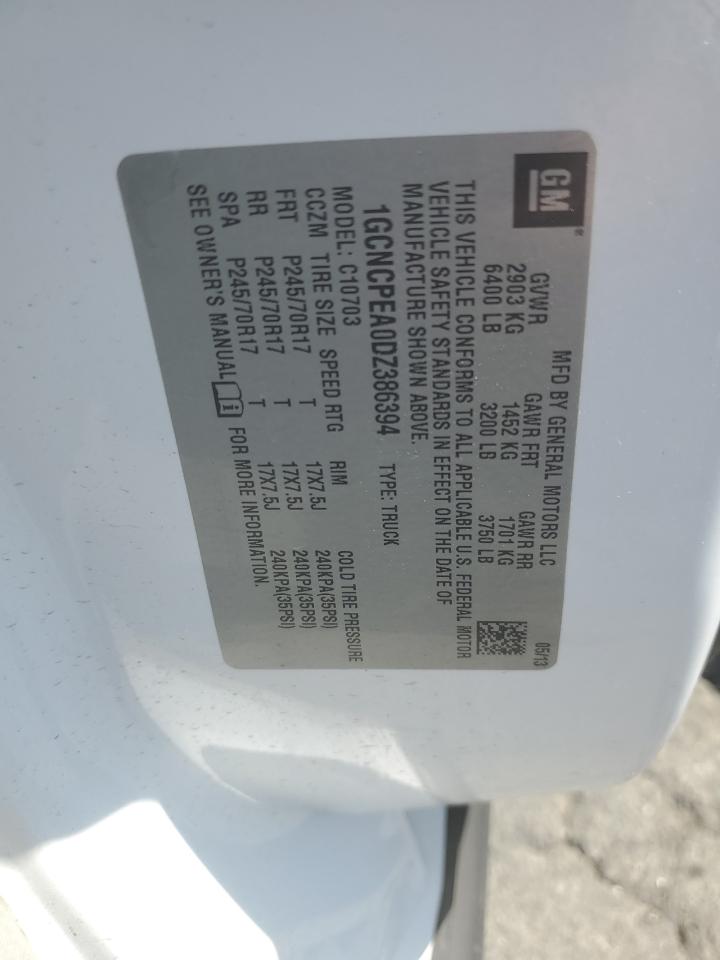 GM®
MFD BY GENERAL MOTORS LLC 05/13
GVWR GAWR FRT GAWR RR
2903 KG 1452 KG 1701 KG
6400 LB 3200 LB 3750 LB
THIS VEHICLE CONFORMS TO ALL APPLICABLE U.S. FEDERAL MOTOR
VEHICLE SAFETY STANDARDS IN EFFECT ON THE DATE OF
MANUFACTURE SHOWN ABOVE.
1GCNCPEA0DZ386394 TYPE: TRUCK
MODEL: C10703
CCZM TIRE SIZE SPEED RTG RIM COLD TIRE PRESSURE
FRT P245/70R17 T 17X7.5J 240KPA(35PSI)
RR P245/70R17 T 17X7.5J 240KPA(35PSI)
SPA P245/70R17 T 17X7.5J 240KPA(35PSI)
SEE OWNER'S MANUAL i FOR MORE INFORMATION.